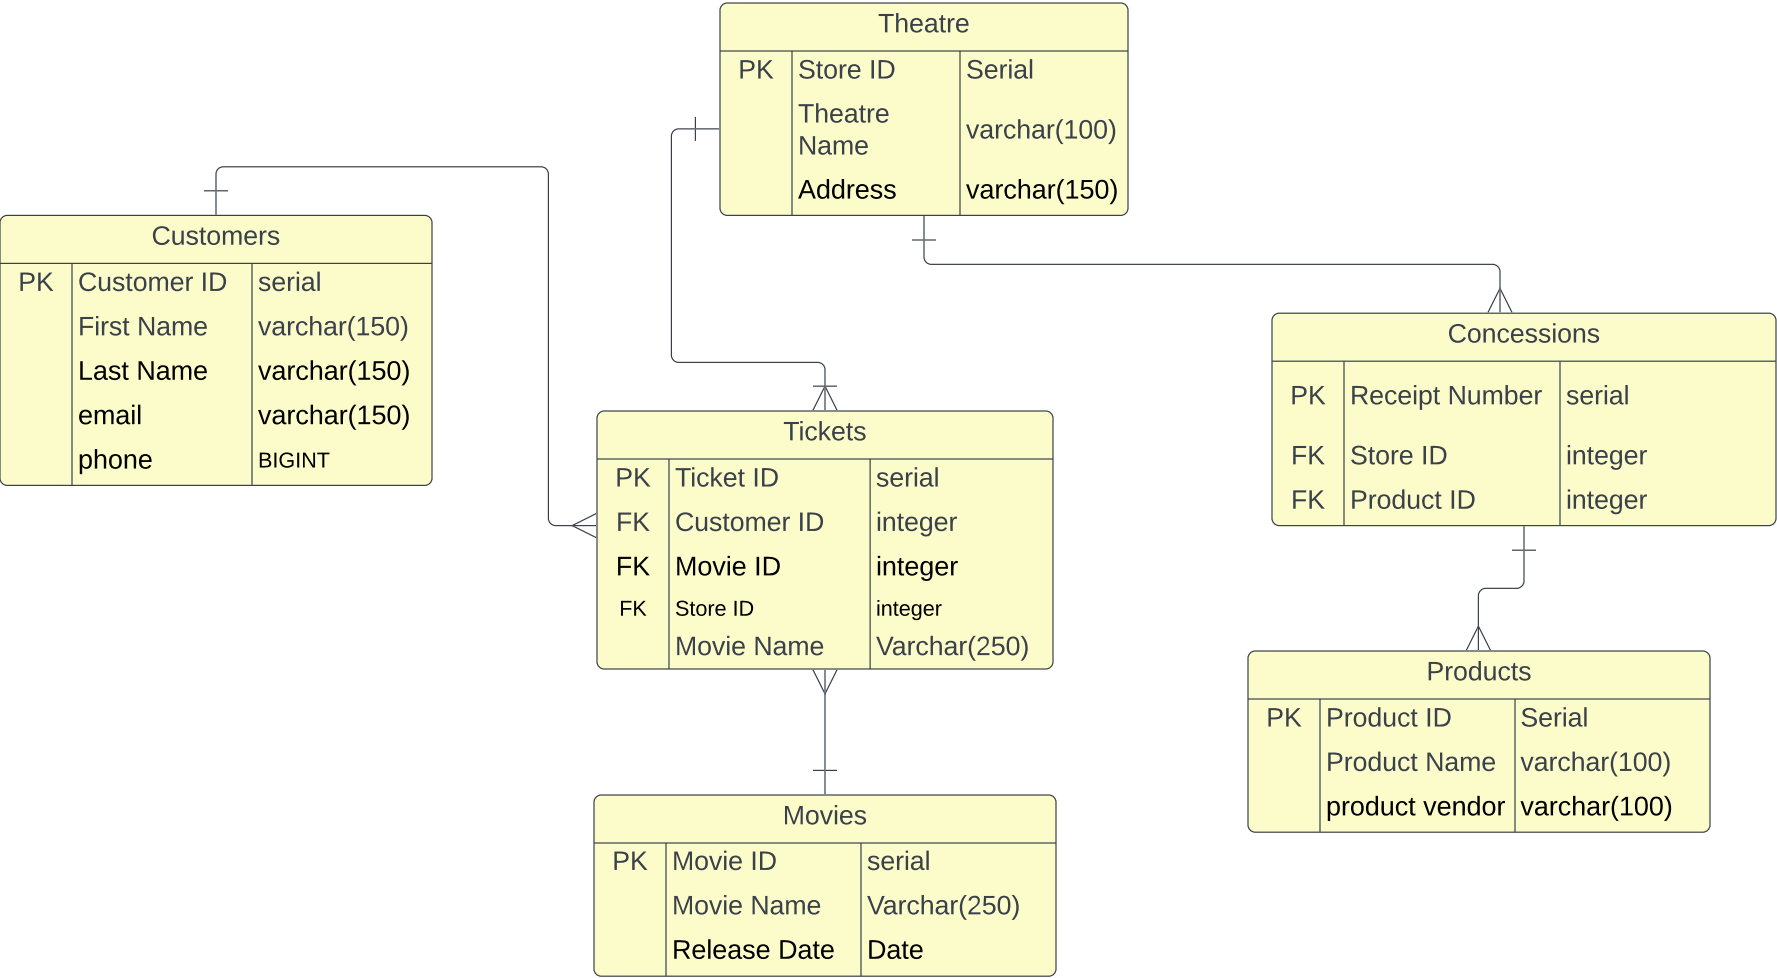 Theatre
PK Store ID Serial
Theatre
Name varchar(100)
Address varchar(150)
Customers
PK Customer ID serial
First Name varchar(150)
Last Name varchar(150)
email varchar(150)
phone BIGINT
Concessions
PK Receipt Number serial
FK Store ID integer
FK Product ID integer
Tickets
PK Ticket ID serial
FK Customer ID integer
FK Movie ID integer
FK Store ID integer
Movie Name Varchar(250)
Products
PK Product ID Serial
Product Name varchar(100)
product vendor varchar(100)
Movies
PK Movie ID serial
Movie Name Varchar(250)
Release Date Date